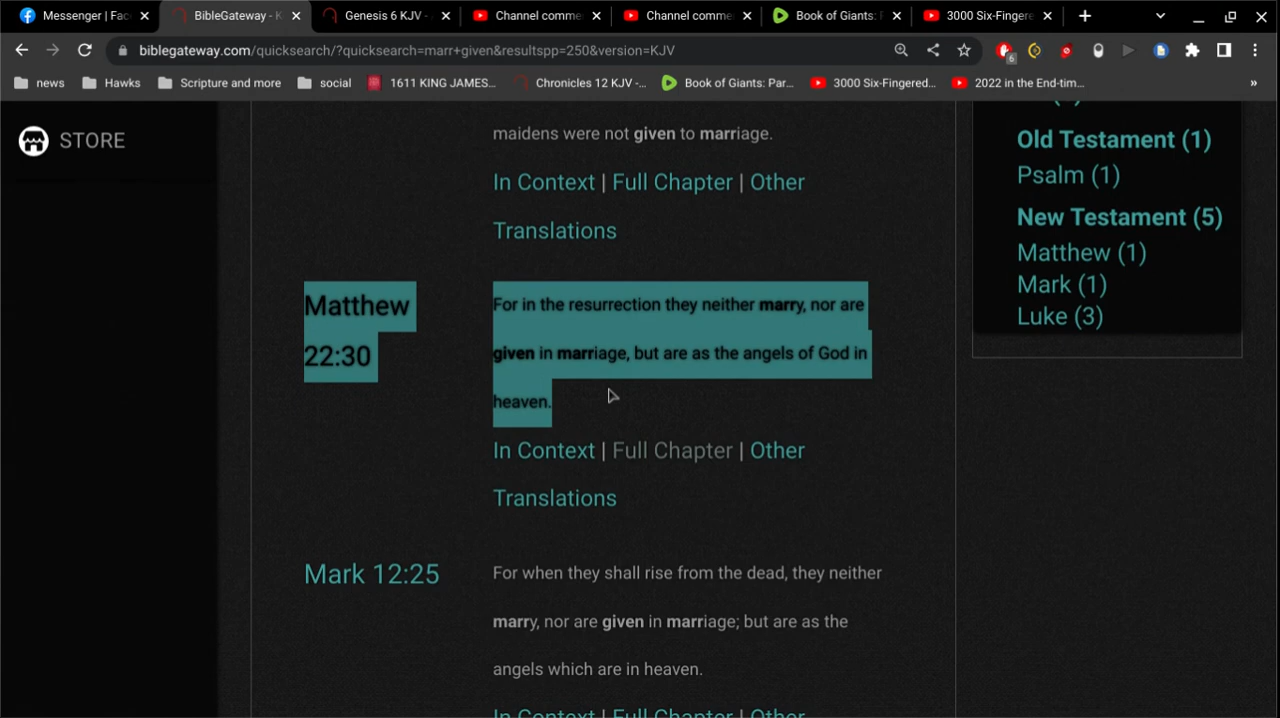 Messenger | Fac
BibleGateway - K
Genesis 6 KJV -
Channel comme
Channel comme
Book of Giants: P
3000 Six-Fingere
biblegateway.com/quicksearch/?quicksearch=marr+given&resultspp=250&version=KJV
6
news
Hawks
Scripture and more
social
1611 KING JAMES...
Chronicles 12 KJV -...
Book of Giants: Par...
3000 Six-Fingered...
2022 in the End-tim...
»
STORE
maidens were not given to marriage.
In Context | Full Chapter | Other
Translations
Matthew
22:30
For in the resurrection they neither marry, nor are
given in marriage, but are as the angels of God in
heaven.
In Context | Full Chapter | Other
Translations
Mark 12:25
For when they shall rise from the dead, they neither
marry, nor are given in marriage; but are as the
angels which are in heaven.
In Context | Full Chapter | Other
Old Testament (1)
Psalm (1)
New Testament (5)
Matthew (1)
Mark (1)
Luke (3)